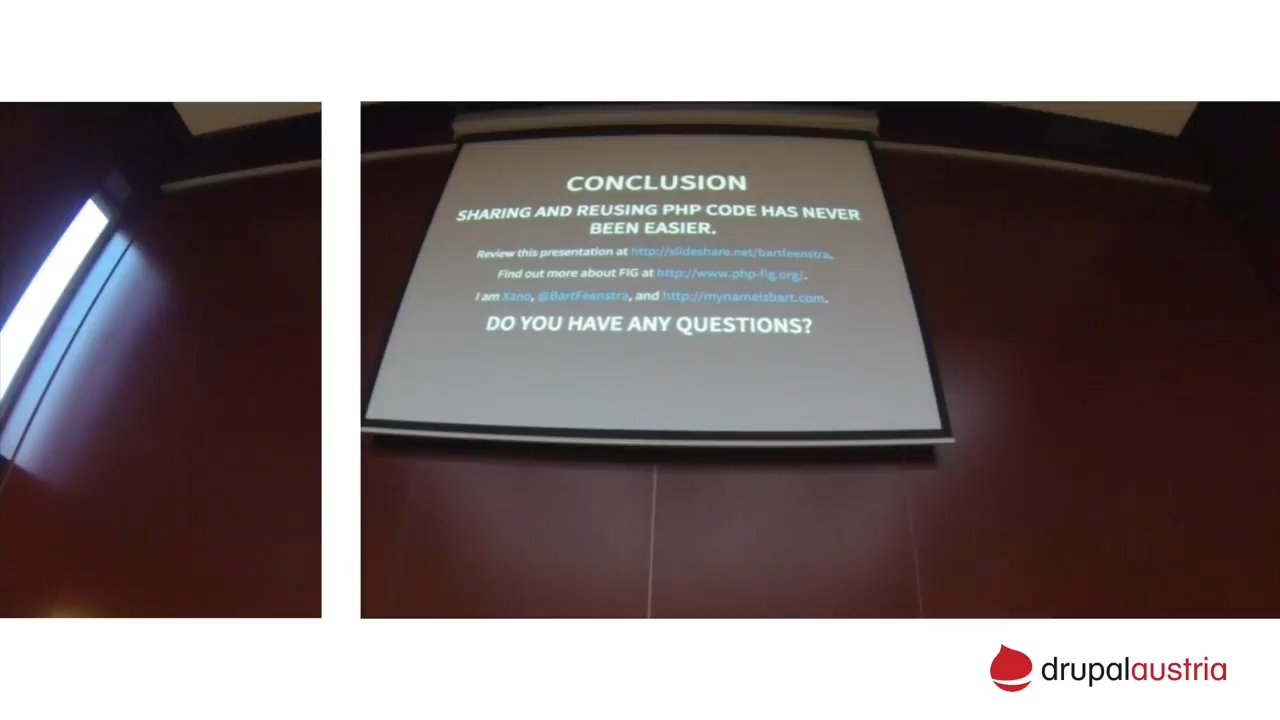 CONCLUSION
SHARING AND REUSING PHP CODE HAS NEVER
BEEN EASIER.
Review this presentation at http://slideshare.net/bartfeenstra.
Find out more about FIG at http://www.php-fig.org/.
I am Xano, @BartFeenstra, and http://mynameisbart.com.
DO YOU HAVE ANY QUESTIONS?
drupalaustria